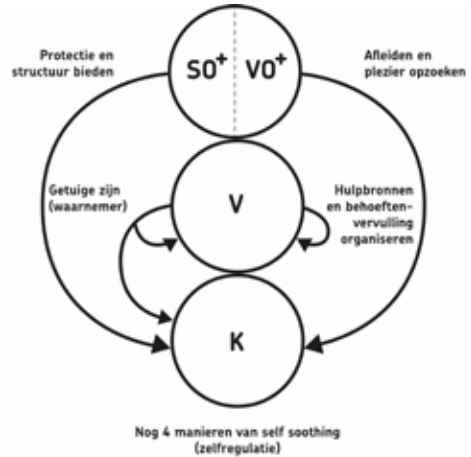 Protectie en
structuur bieden
SO+
VO+
Afleiden en
plezier opzoeken
Getuige zijn
(waarnemer)
V
Hulpbronnen
en behoeften-
vervulling
organiseren
K
Nog 4 manieren van self soothing
(zelfregulatie)